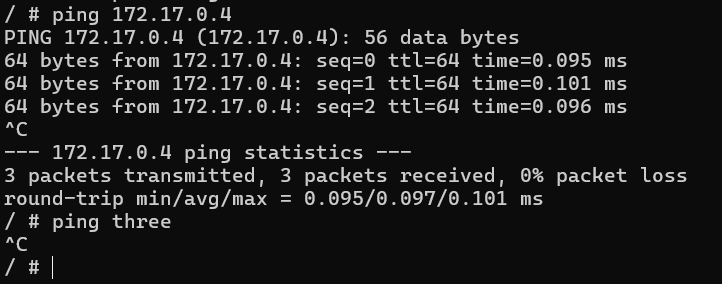 / # ping 172.17.0.4
PING 172.17.0.4 (172.17.0.4): 56 data bytes
64 bytes from 172.17.0.4: seq=0 ttl=64 time=0.095 ms
64 bytes from 172.17.0.4: seq=1 ttl=64 time=0.101 ms
64 bytes from 172.17.0.4: seq=2 ttl=64 time=0.096 ms
^C
--- 172.17.0.4 ping statistics ---
3 packets transmitted, 3 packets received, 0% packet loss
round-trip min/avg/max = 0.095/0.097/0.101 ms
/ # ping three
^C
/ #